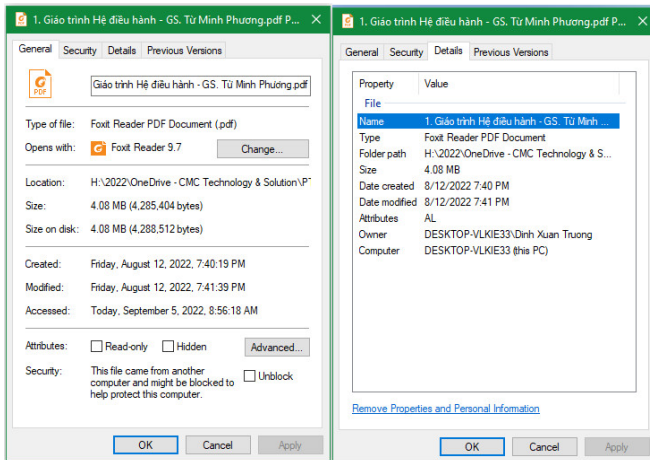 1. Giáo trình Hệ điều hành - GS. Từ Minh Phương.pdf P...
General Security Details Previous Versions
PDF
Giáo trình Hệ điều hành - GS. Từ Minh Phương.pdf
Type of file: Foxit Reader PDF Document (.pdf)
Opens with: Foxit Reader 9.7 Change...
Location: H:\2022\OneDrive - CMC Technology & Solution\PT
Size: 4.08 MB (4,285,404 bytes)
Size on disk: 4.08 MB (4,288,512 bytes)
Created: Friday, August 12, 2022, 7:40:19 PM
Modified: Friday, August 12, 2022, 7:41:39 PM
Accessed: Today, September 5, 2022, 8:56:18 AM
Attributes: Read-only Hidden Advanced...
Security: This file came from another
computer and might be blocked to
help protect this computer.
Unblock
OK Cancel Apply
1. Giáo trình Hệ điều hành - GS. Từ Minh Phương.pdf P...
General Security Details Previous Versions
Property Value
File
Name 1. Giáo trình Hệ điều hành - GS. Từ Minh ...
Type Foxit Reader PDF Document
Folder path H:\2022\OneDrive - CMC Technology & S...
Size 4.08 MB
Date created 8/12/2022 7:40 PM
Date modified 8/12/2022 7:41 PM
Attributes AL
Owner DESKTOP-VLKIE33\Dinh Xuan Truong
Computer DESKTOP-VLKIE33 (this PC)
Remove Properties and Personal Information
OK Cancel Apply